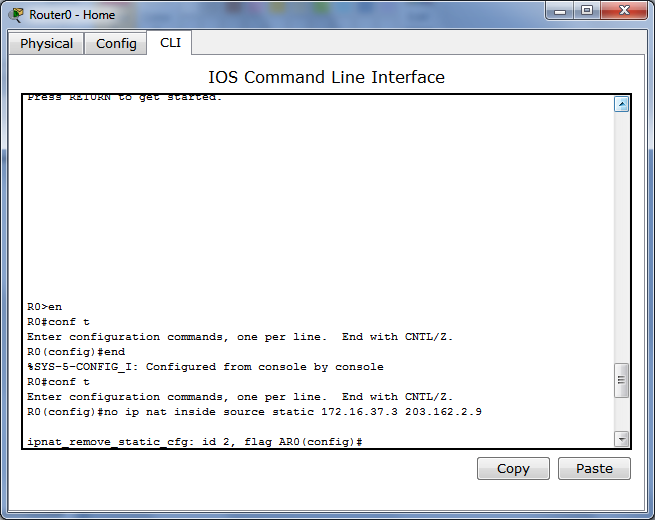 Router0 - Home
Physical
Config
CLI
IOS Command Line Interface
Press RETURN to get started.
R0>en
R0#conf t
Enter configuration commands, one per line.  End with CNTL/Z.
R0(config)#end
%SYS-5-CONFIG_I: Configured from console by console
R0#conf t
Enter configuration commands, one per line.  End with CNTL/Z.
R0(config)#no ip nat inside source static 172.16.37.3 203.162.2.9
ipnat_remove_static_cfg: id 2, flag AR0(config)#
Copy
Paste